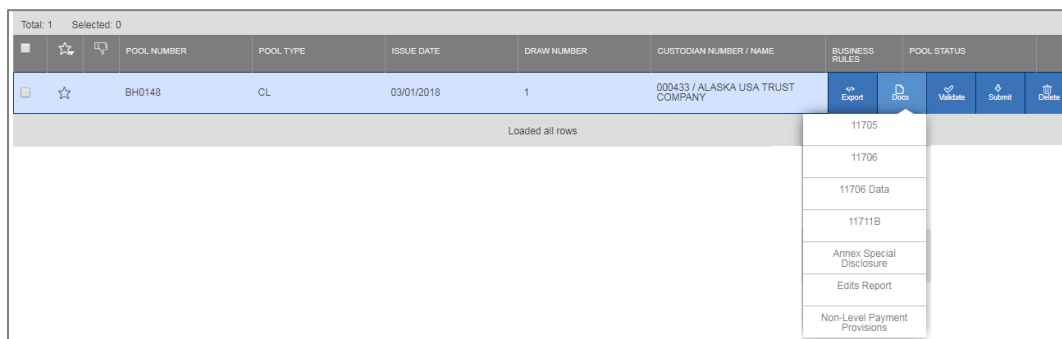 Total: 1 Selected: 0
POOL NUMBER POOL TYPE ISSUE DATE DRAW NUMBER CUSTODIAN NUMBER / NAME BUSINESS RULES POOL STATUS
BH0148 CL 03/01/2018 1 000433 / ALASKA USA TRUST COMPANY Export Docs Validate Submit Delete
Loaded all rows
11705
11706
11706 Data
11711B
Annex Special
Disclosure
Edits Report
Non-Level Payment
Provisions